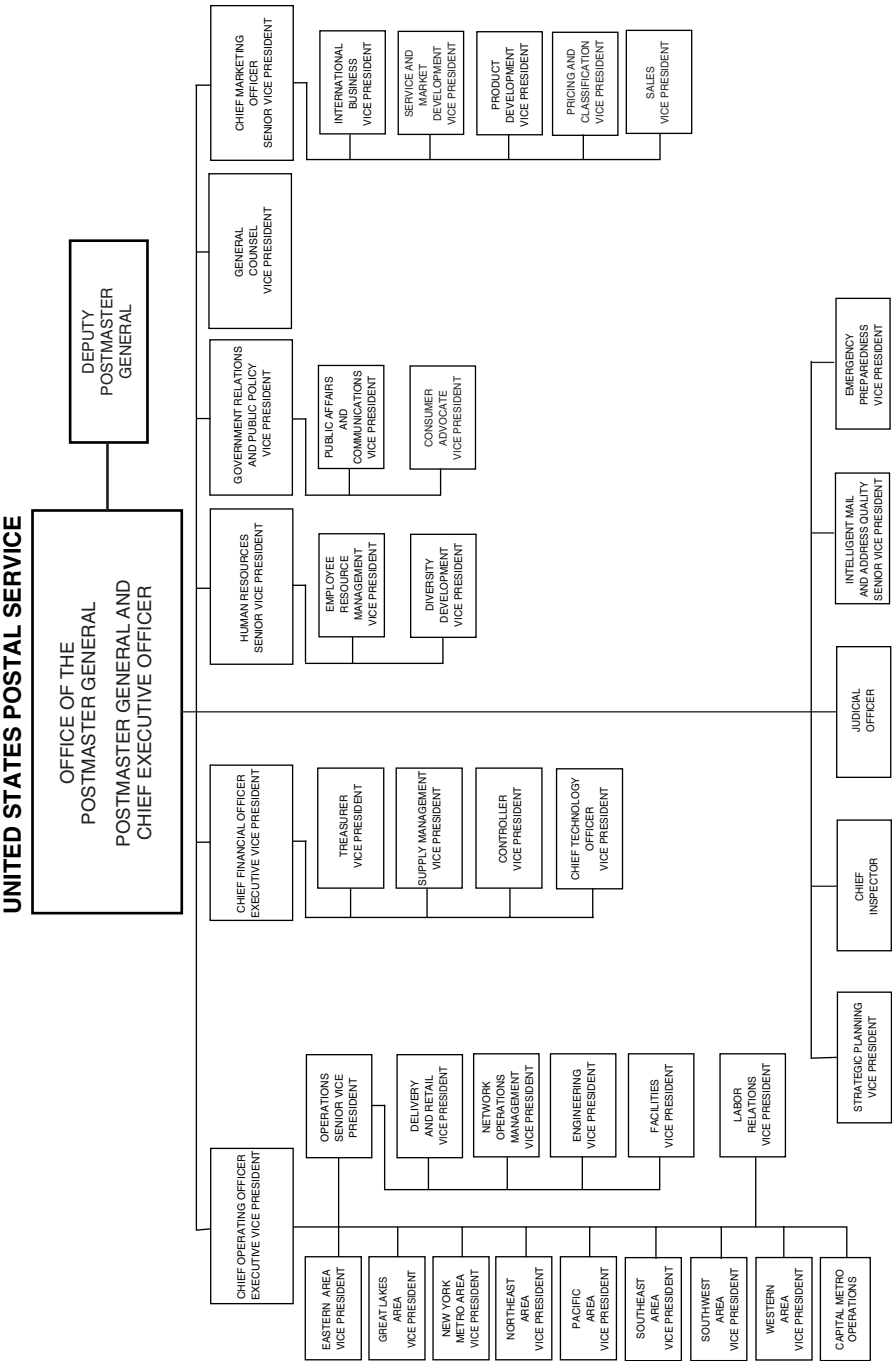 UNITED STATES POSTAL SERVICE
OFFICE OF THE
POSTMASTER GENERAL
POSTMASTER GENERAL AND
CHIEF EXECUTIVE OFFICER
DEPUTY
POSTMASTER
GENERAL
CHIEF OPERATING OFFICER
EXECUTIVE VICE PRESIDENT
EASTERN AREA
VICE PRESIDENT
GREAT LAKES
AREA
VICE PRESIDENT
NEW YORK
METRO AREA
VICE PRESIDENT
NORTHEAST
AREA
VICE PRESIDENT
PACIFIC
AREA
VICE PRESIDENT
SOUTHEAST
AREA
VICE PRESIDENT
SOUTHWEST
AREA
VICE PRESIDENT
WESTERN
AREA
VICE PRESIDENT
CAPITAL METRO
OPERATIONS
OPERATIONS
SENIOR VICE
PRESIDENT
DELIVERY
AND RETAIL
VICE PRESIDENT
NETWORK
OPERATIONS
MANAGEMENT
VICE PRESIDENT
ENGINEERING
VICE PRESIDENT
FACILITIES
VICE PRESIDENT
LABOR
RELATIONS
VICE PRESIDENT
CHIEF FINANCIAL OFFICER
EXECUTIVE VICE PRESIDENT
TREASURER
VICE PRESIDENT
SUPPLY MANAGEMENT
VICE PRESIDENT
CONTROLLER
VICE PRESIDENT
CHIEF TECHNOLOGY
OFFICER
VICE PRESIDENT
HUMAN RESOURCES
SENIOR VICE PRESIDENT
EMPLOYEE
RESOURCE
MANAGEMENT
VICE PRESIDENT
DIVERSITY
DEVELOPMENT
VICE PRESIDENT
GOVERNMENT RELATIONS
AND PUBLIC POLICY
VICE PRESIDENT
PUBLIC AFFAIRS
AND
COMMUNICATIONS
VICE PRESIDENT
CONSUMER
ADVOCATE
VICE PRESIDENT
GENERAL
COUNSEL
VICE PRESIDENT
CHIEF MARKETING
OFFICER
SENIOR VICE PRESIDENT
INTERNATIONAL
BUSINESS
VICE PRESIDENT
SERVICE AND
MARKET
DEVELOPMENT
VICE PRESIDENT
PRODUCT
DEVELOPMENT
VICE PRESIDENT
PRICING AND
CLASSIFICATION
VICE PRESIDENT
SALES
VICE PRESIDENT
STRATEGIC PLANNING
VICE PRESIDENT
CHIEF
INSPECTOR
JUDICIAL
OFFICER
INTELLIGENT MAIL
AND ADDRESS QUALITY
SENIOR VICE PRESIDENT
EMERGENCY
PREPAREDNESS
VICE PRESIDENT